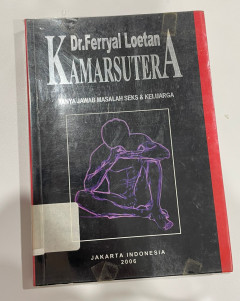 Dr.Ferryal Loetan
KAMARSUTERA
TANYA JAWAB MASALAH SEKS & KELUARGA
JAKARTA INDONESIA
2006